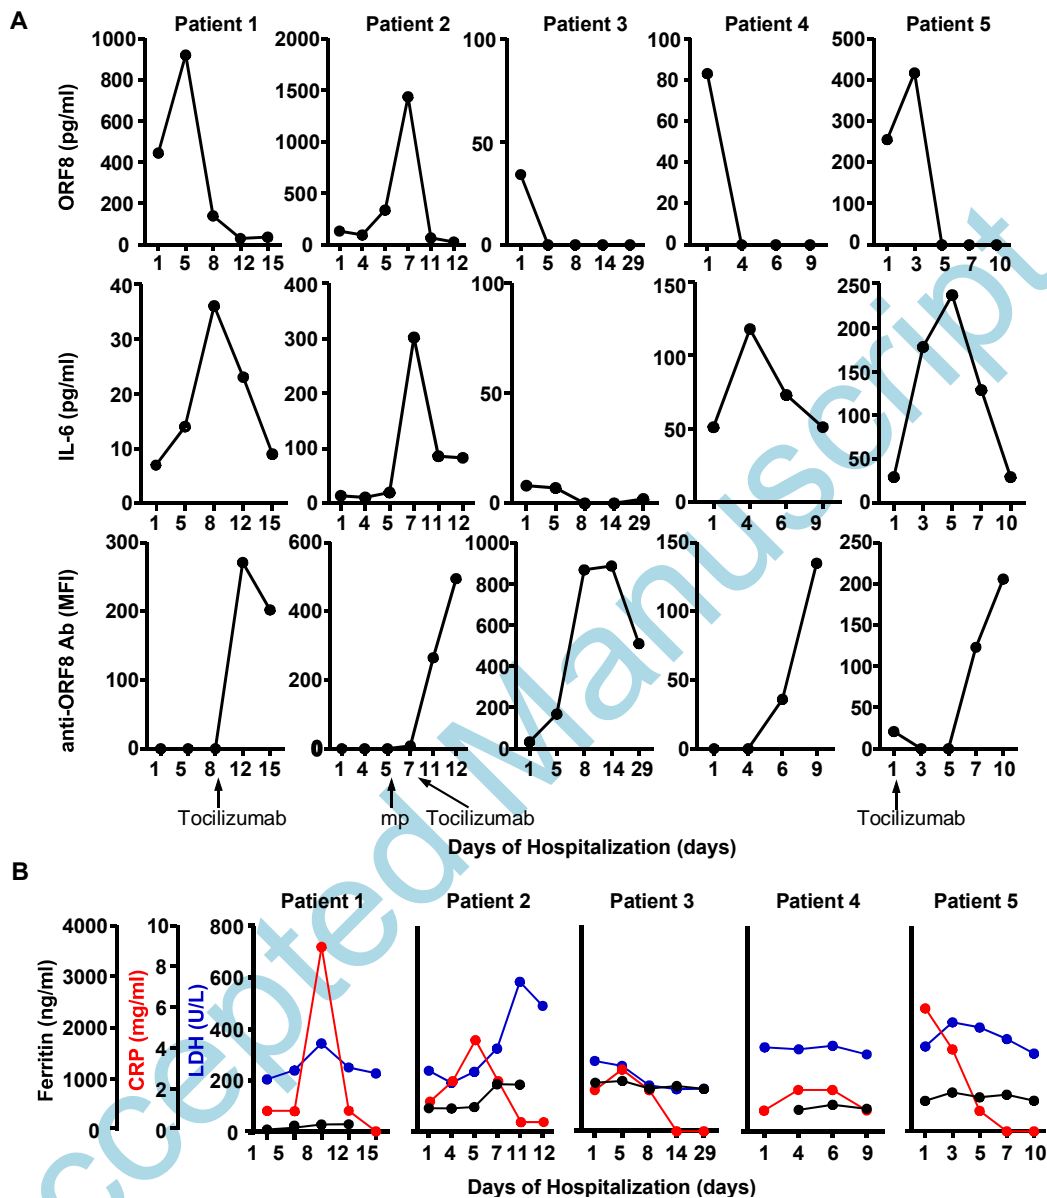 A
Patient 1 Patient 2 Patient 3 Patient 4 Patient 5
ORF8 (pg/ml)
1000 800 600 400 200 0
1 5 8 12 15
2000 1500 1000 500 0
1 4 5 7 11 12
100 50 0
1 5 8 14 29
100 80 60 40 20 0
1 4 6 9
500 400 300 200 100 0
1 3 5 7 10
IL-6 (pg/ml)
40 30 20 10 0
1 5 8 12 15
400 300 200 100 0
1 4 5 7 11 12
100 50 0
1 5 8 14 29
150 100 50 0
1 4 6 9
250 200 150 100 50 0
1 3 5 7 10
anti-ORF8 Ab (MFI)
300 200 100 0
1 5 8 12 15
600 400 200 0
1 4 5 7 11 12
1000 800 600 400 200 0
1 5 8 14 29
150 100 50 0
1 4 6 9
250 200 150 100 50 0
1 3 5 7 10
Tocilizumab mp Tocilizumab Tocilizumab
Days of Hospitalization (days)
B
Patient 1 Patient 2 Patient 3 Patient 4 Patient 5
Ferritin (ng/ml)
4000 3000 2000 1000 0
CRP (mg/ml)
10 8 6 4 2 0
LDH (U/L)
800 600 400 200 0
1 5 8 12 15
1 4 5 7 11 12
1 5 8 14 29
1 4 6 9
1 3 5 7 10
Days of Hospitalization (days)
ccepted Manuscript